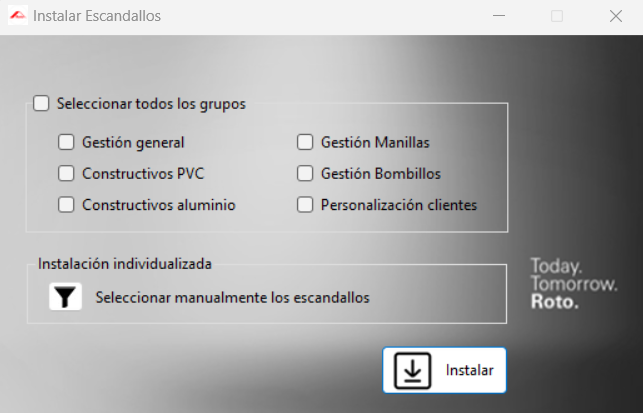 Instalar Escandallos
Seleccionar todos los grupos
Gestión general
Gestión Manillas
Constructivos PVC
Gestión Bombillos
Constructivos aluminio
Personalización clientes
Instalación individualizada
Seleccionar manualmente los escandallos
Today.
Tomorrow.
Roto.
Instalar